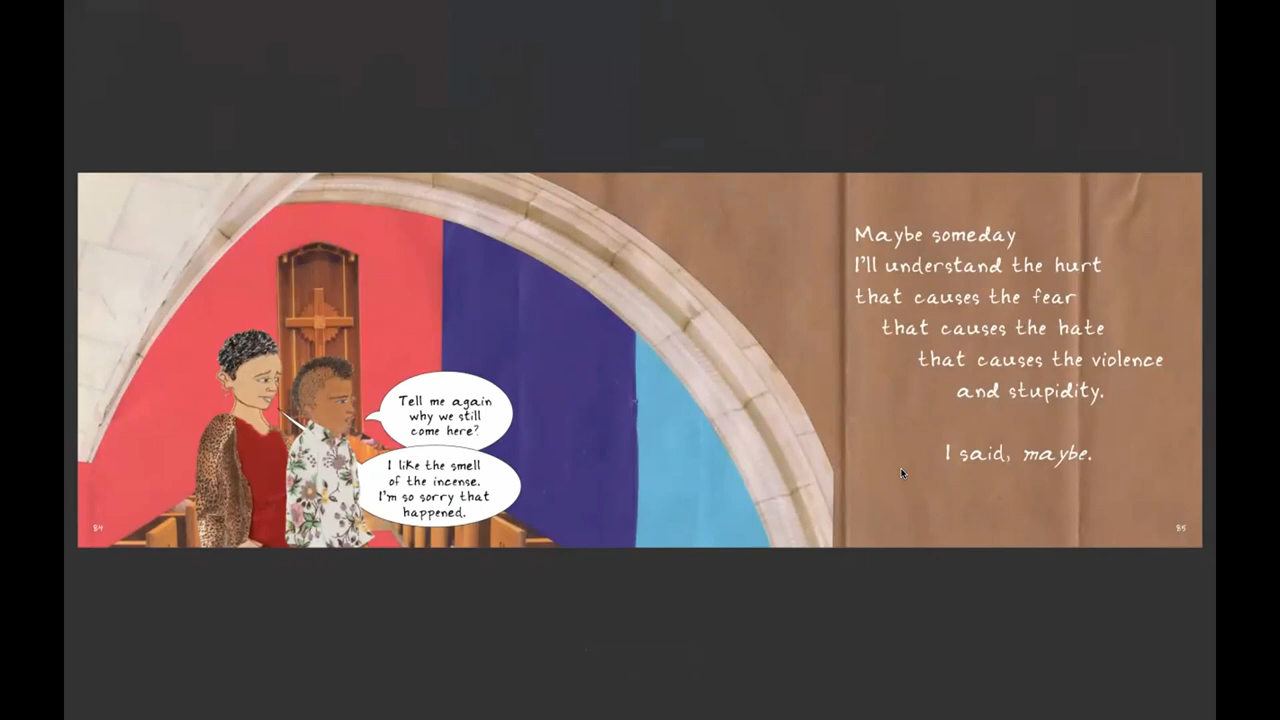 Tell me again
why we still
come here?
I like the smell
of the incense.
I'm so sorry that
happened.
84
Maybe someday
I'll understand the hurt
that causes the fear
that causes the hate
that causes the violence
and stupidity.
I said, maybe.
85